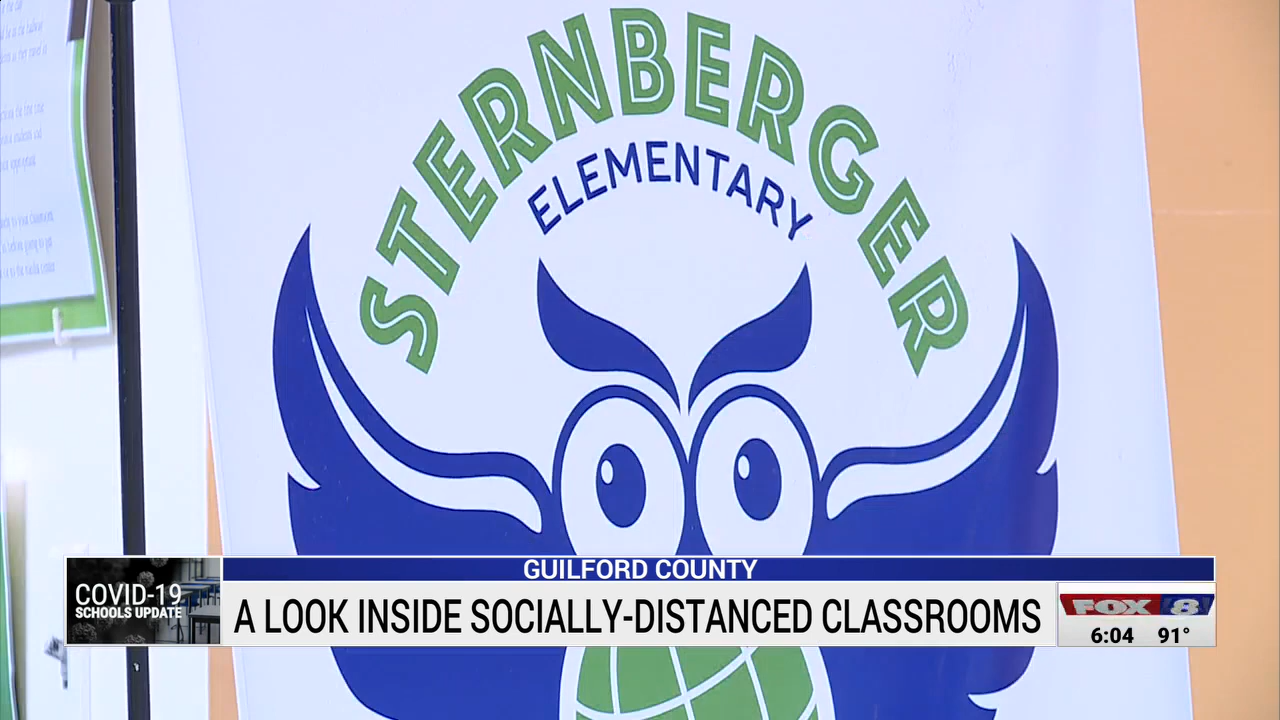 STERNBERGER
ELEMENTARY
GUILFORD COUNTY
COVID-19
SCHOOLS UPDATE
A LOOK INSIDE SOCIALLY-DISTANCED CLASSROOMS
FOX 8
6:04 91°